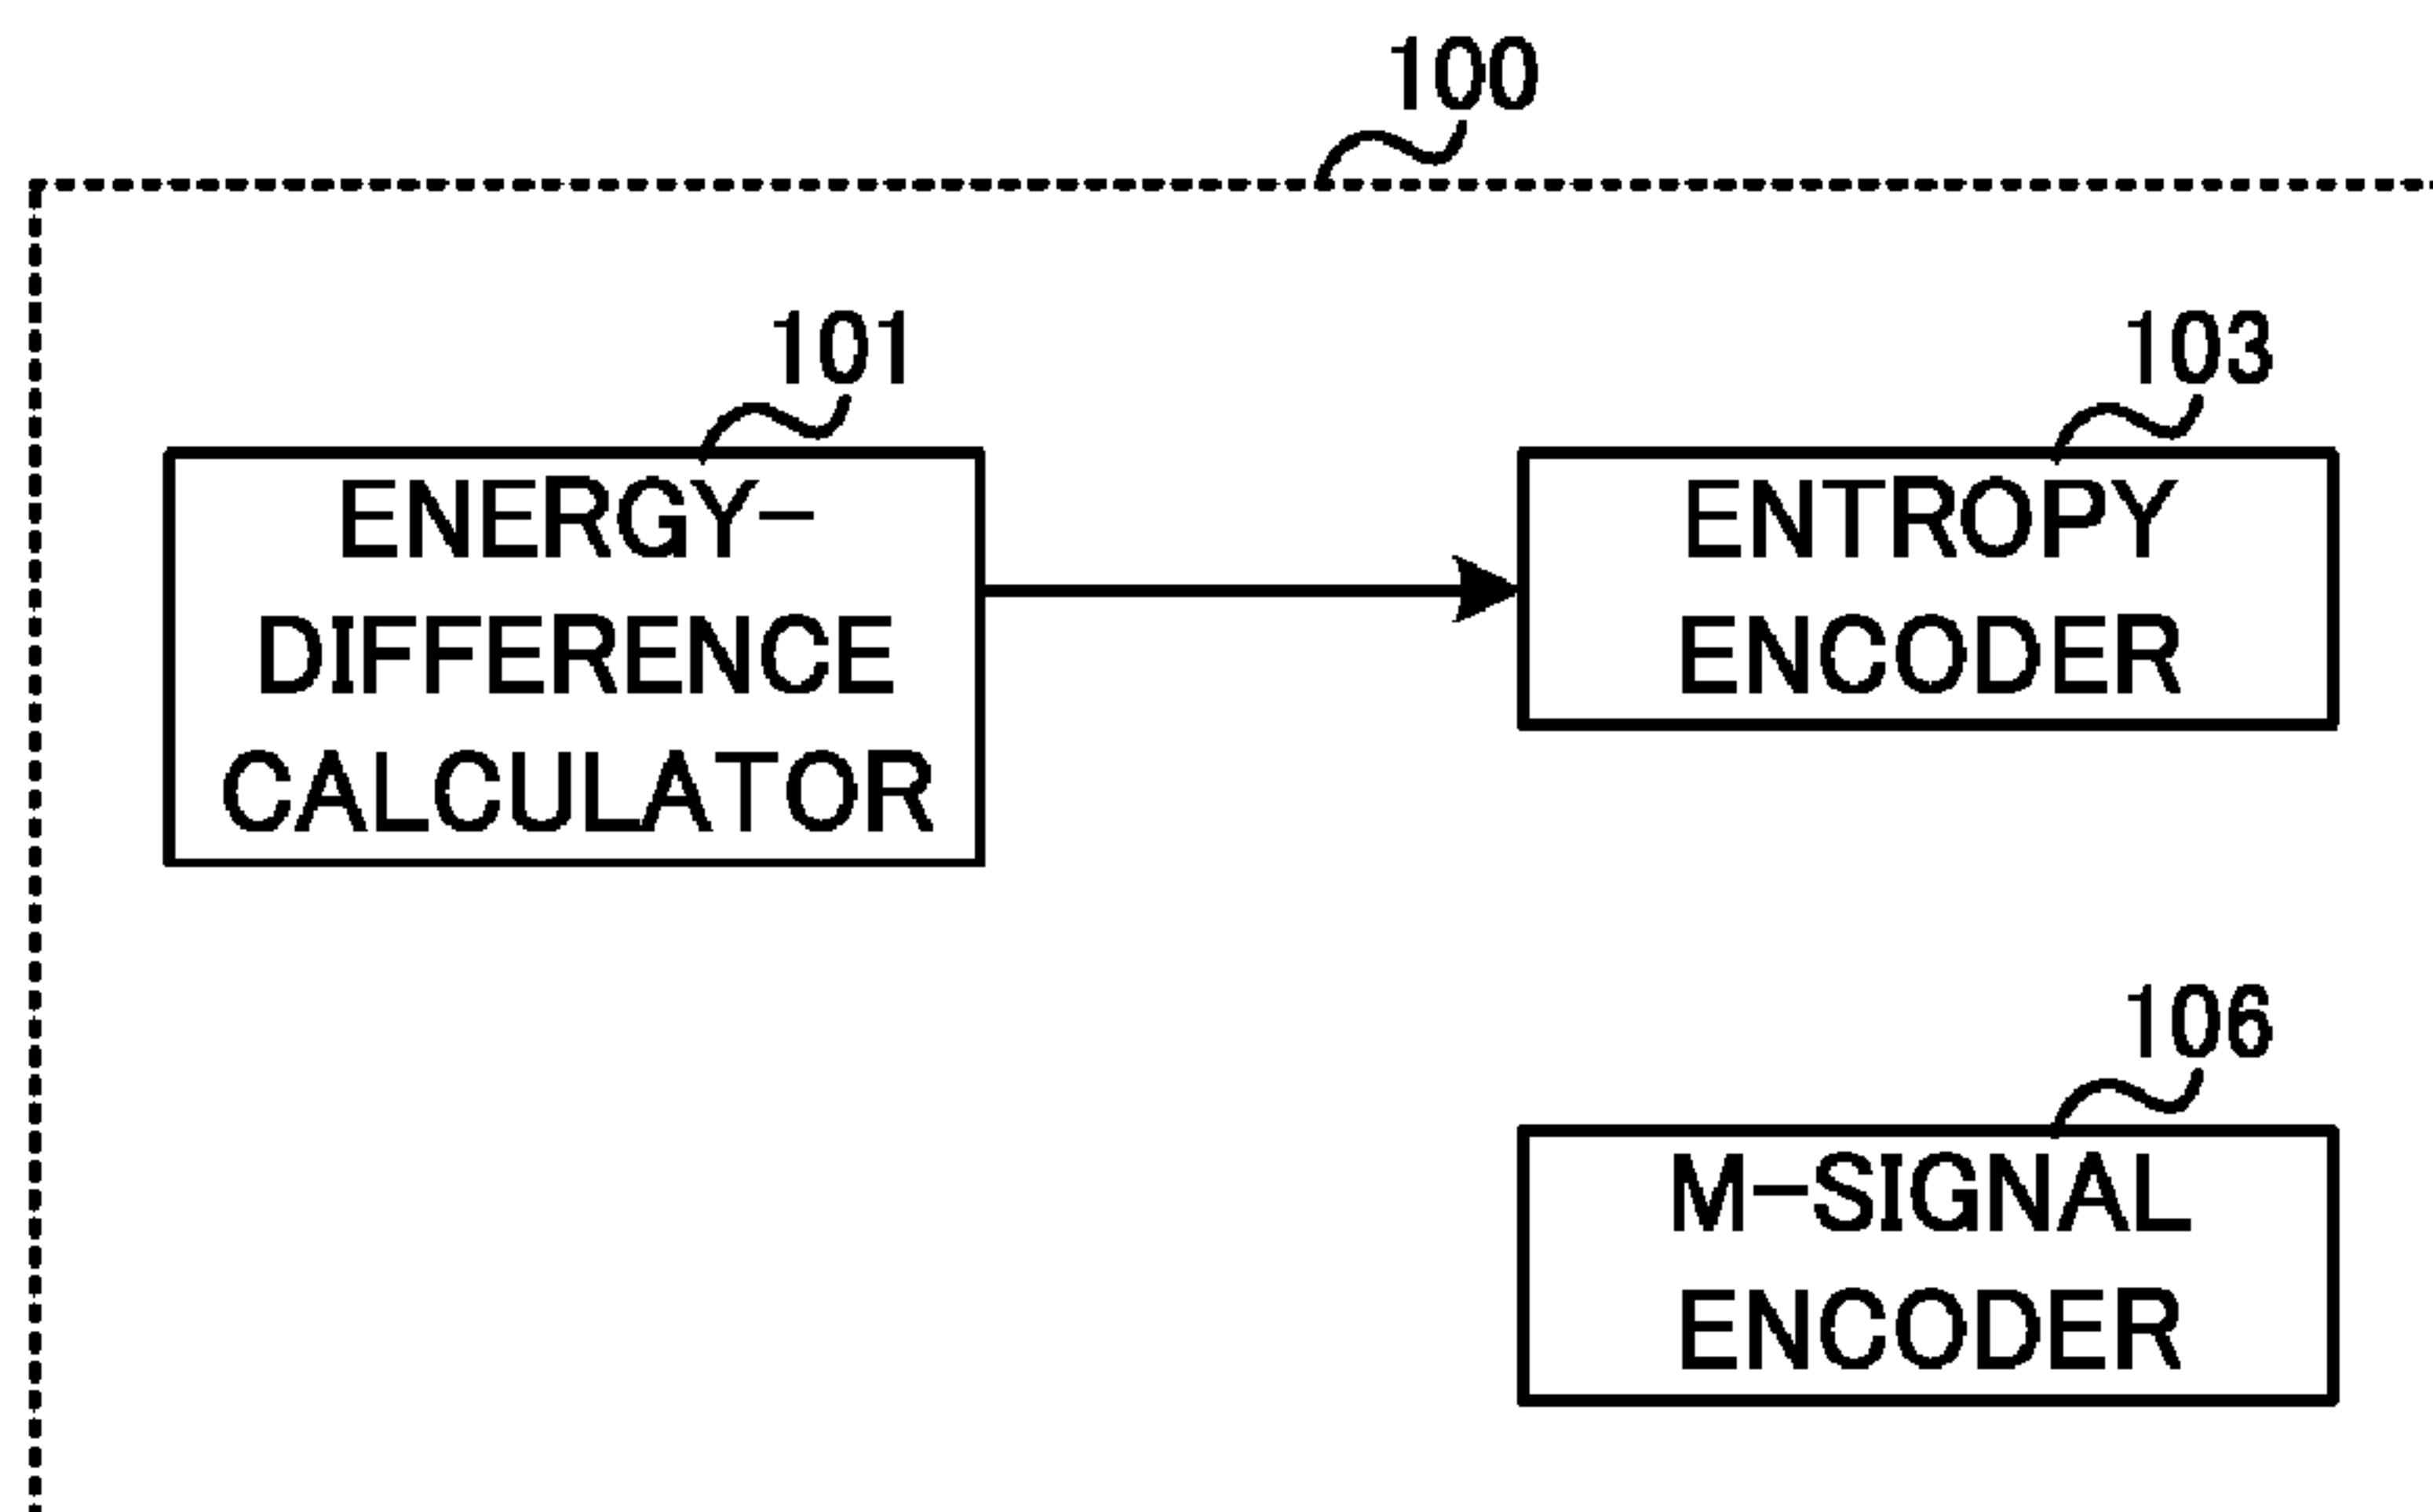 100
101
ENERGY-
DIFFERENCE
CALCULATOR
103
ENTROPY
ENCODER
106
M-SIGNAL
ENCODER